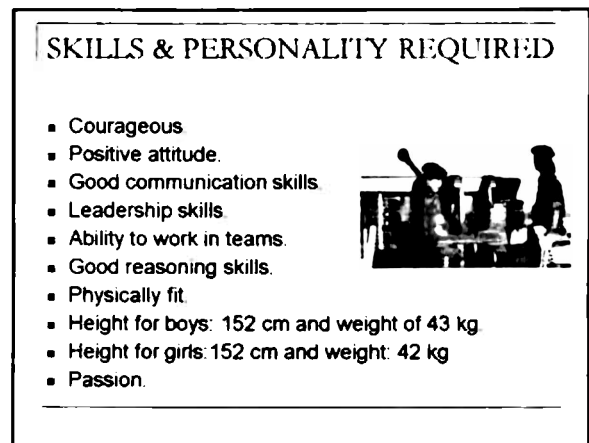 SKILLS & PERSONALITY REQUIRED
▪ Courageous.
▪ Positive attitude.
▪ Good communication skills.
▪ Leadership skills.
▪ Ability to work in teams.
▪ Good reasoning skills.
▪ Physically fit.
▪ Height for boys: 152 cm and weight of 43 kg.
▪ Height for girls:152 cm and weight: 42 kg
▪ Passion.